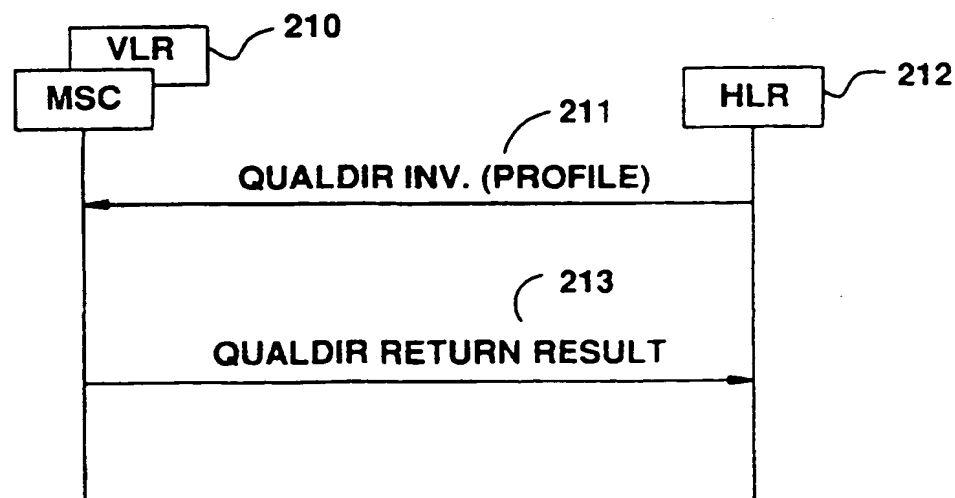 VLR
210
MSC
HLR
212
211
QUALDIR INV. (PROFILE)
213
QUALDIR RETURN RESULT